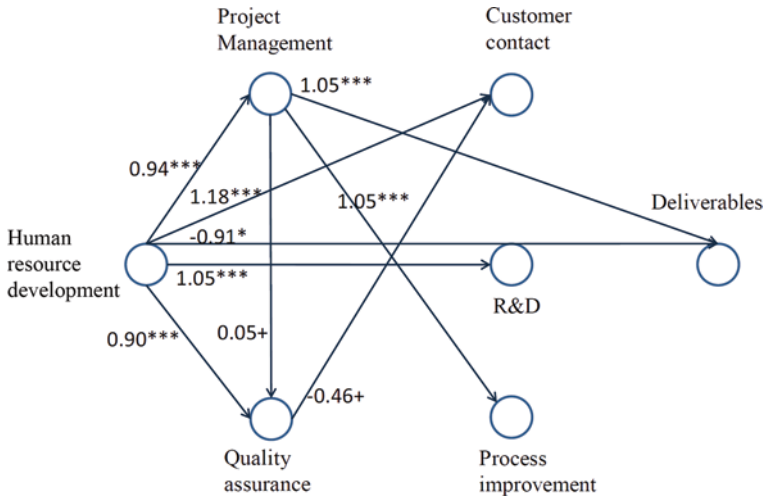 Project
Management
Customer
contact
1.05***
0.94***
1.18***
1.05***
Deliverables
Human
resource
development
-0.91*
1.05***
R&D
0.90***
0.05+
-0.46+
Quality
assurance
Process
improvement